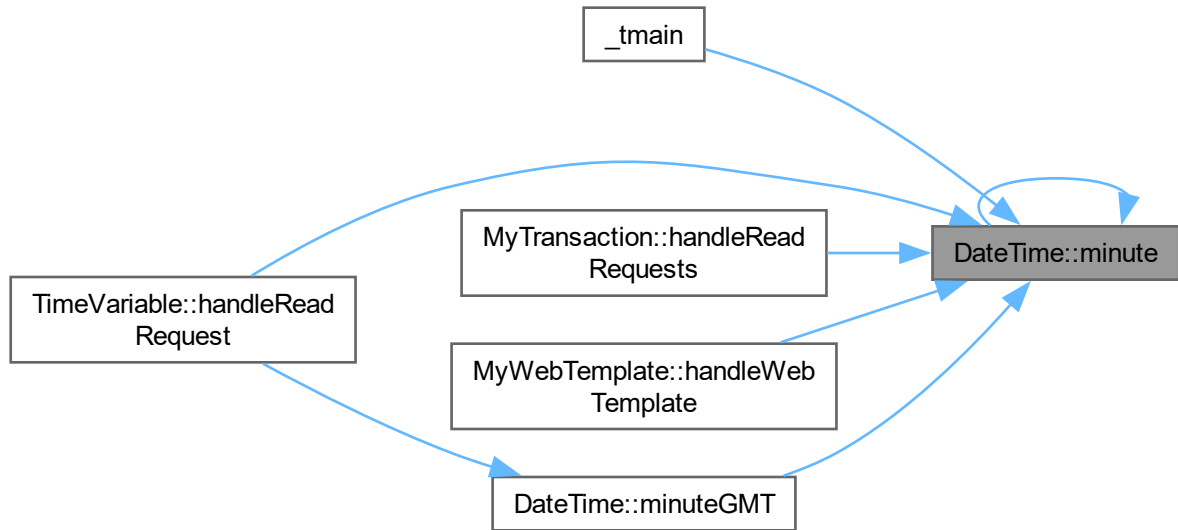 _tmain
MyTransaction::handleRead
Requests
DateTime::minute
TimeVariable::handleRead
Request
MyWebTemplate::handleWeb
Template
DateTime::minuteGMT